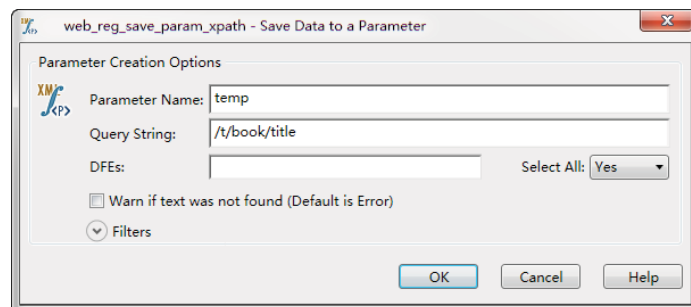 web_reg_save_param_xpath - Save Data to a Parameter
Parameter Creation Options
XML
<P>
Parameter Name: temp
Query String: /t/book/title
DFEs: Select All: Yes
Warn if text was not found (Default is Error)
Filters
OK Cancel Help